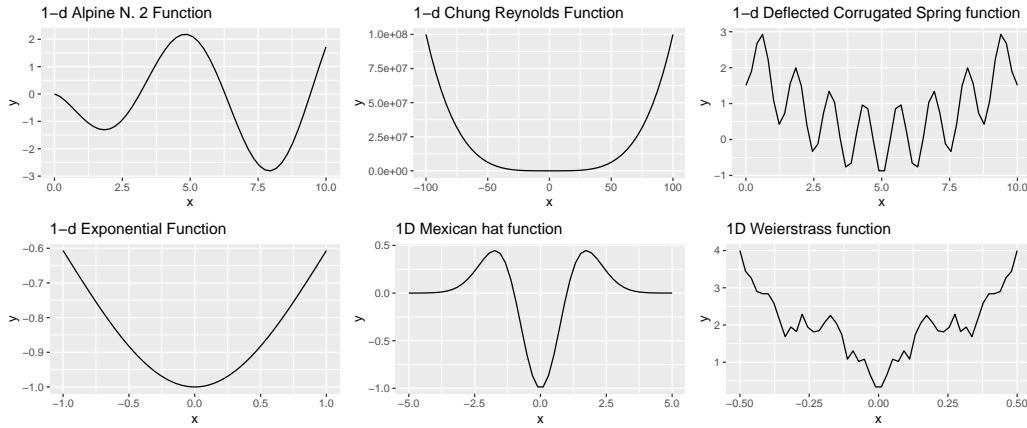 1−d Alpine N. 2 Function
y
2
1
0
−1
−2
−3
0.0 2.5 5.0 7.5 10.0
x
1−d Chung Reynolds Function
y
1.0e+08
7.5e+07
5.0e+07
2.5e+07
0.0e+00
−100 −50 0 50 100
x
1−d Deflected Corrugated Spring function
y
3
2
1
0
−1
0.0 2.5 5.0 7.5 10.0
x
1−d Exponential Function
y
−0.6
−0.7
−0.8
−0.9
−1.0
−1.0 −0.5 0.0 0.5 1.0
x
1D Mexican hat function
y
0.5
0.0
−0.5
−1.0
−5.0 −2.5 0.0 2.5 5.0
x
1D Weierstrass function
y
4
3
2
1
−0.50 −0.25 0.00 0.25 0.50
x